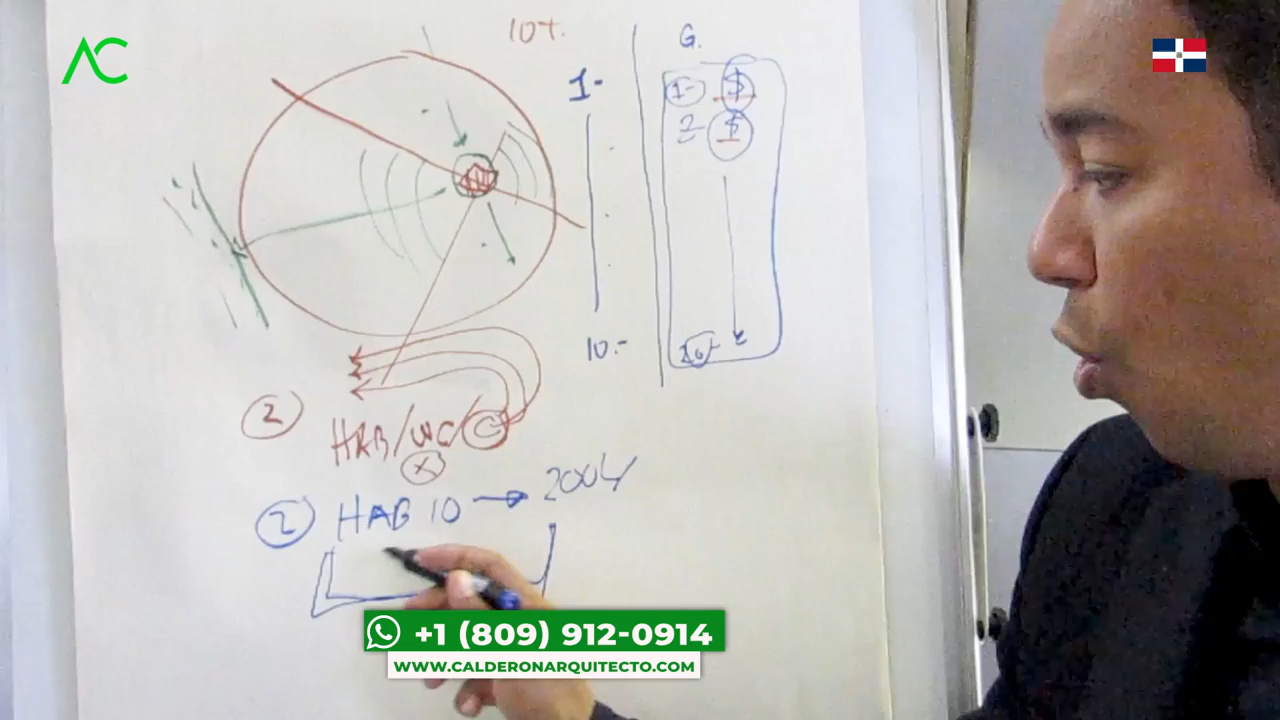 AC
10+.
G.
1-
1- $
2- $
10.-
2 HAB/WC/C
X
2 HAB 10 → 2004
+1 (809) 912-0914
WWW.CALDERONARQUITECTO.COM